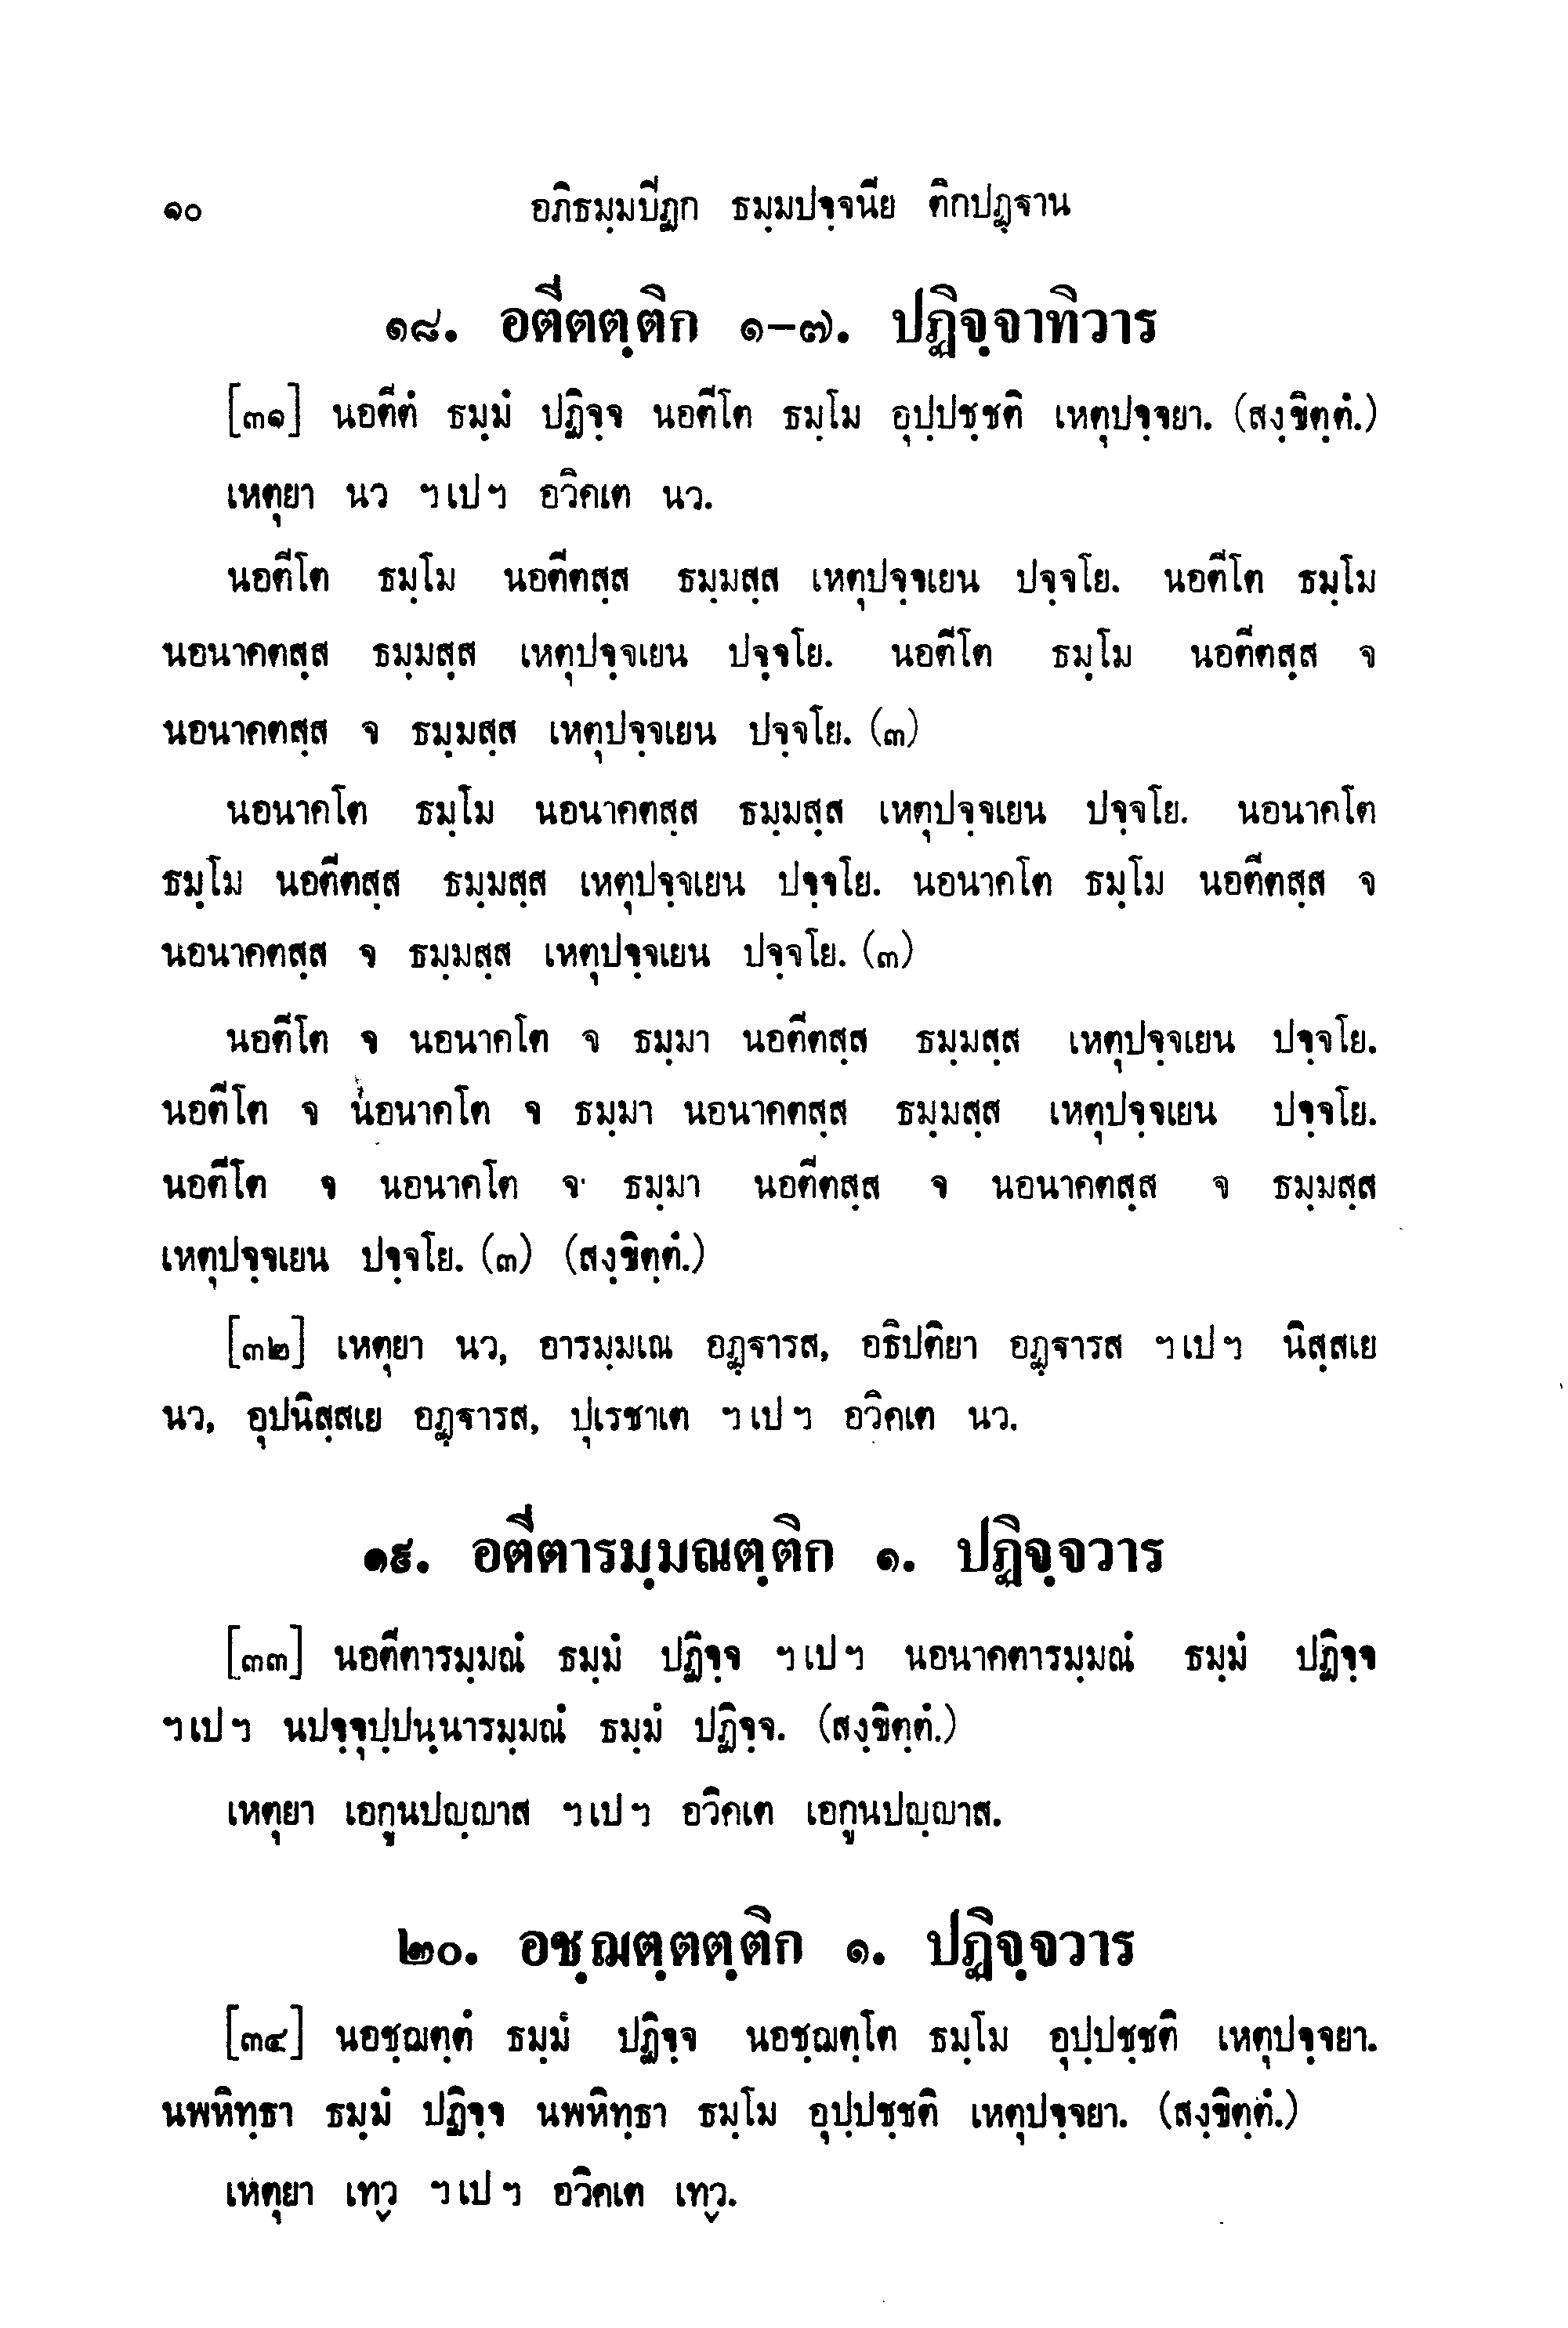 ๑๐ อภิธมฺมปีฏก ธมฺมปจฺจนีย ติกปฏฺฐาน
๑๘. อตีตตฺติก ๑-๗. ปฏิจฺจาทิวาร
[๓๑] นอตีตํ ธมฺมํ ปฏิจฺจ นอตีโต ธมฺโม อุปฺปชฺชติ เหตุปจฺจยา. (สงฺขิตฺตํ.)
เหตุยา นว ฯเปฯ อวิคเต นว.
นอตีโต ธมฺโม นอตีตสฺส ธมฺมสฺส เหตุปจฺจเยน ปจฺจโย. นอตีโต ธมฺโม
นอนาคตสฺส ธมฺมสฺส เหตุปจฺจเยน ปจฺจโย. นอตีโต ธมฺโม นอตีตสฺส จ
นอนาคตสฺส จ ธมฺมสฺส เหตุปจฺจเยน ปจฺจโย. (๓)
นอนาคโต ธมฺโม นอนาคตสฺส ธมฺมสฺส เหตุปจฺจเยน ปจฺจโย. นอนาคโต
ธมฺโม นอตีตสฺส ธมฺมสฺส เหตุปจฺจเยน ปจฺจโย. นอนาคโต ธมฺโม นอตีตสฺส จ
นอนาคตสฺส จ ธมฺมสฺส เหตุปจฺจเยน ปจฺจโย. (๓)
นอตีโต จ นอนาคโต จ ธมฺมา นอตีตสฺส ธมฺมสฺส เหตุปจฺจเยน ปจฺจโย.
นอตีโต จ นอนาคโต จ ธมฺมา นอนาคตสฺส ธมฺมสฺส เหตุปจฺจเยน ปจฺจโย.
นอตีโต จ นอนาคโต จ ธมฺมา นอตีตสฺส จ นอนาคตสฺส จ ธมฺมสฺส
เหตุปจฺจเยน ปจฺจโย. (๓) (สงฺขิตฺตํ.)
[๓๒] เหตุยา นว, อารมฺมเณ อฏฺฐารส, อธิปติยา อฏฺฐารส ฯเปฯ นิสฺสเย
นว, อุปนิสฺสเย อฏฺฐารส, ปุเรชาเต ฯเปฯ อวิคเต นว.
๑๙. อตีตารมฺมณตฺติก ๑. ปฏิจฺจวาร
[๓๓] นอตีตารมฺมณํ ธมฺมํ ปฏิจฺจ ฯเปฯ นอนาคตารมฺมณํ ธมฺมํ ปฏิจฺจ
ฯเปฯ นปจฺจุปฺปนฺนารมฺมณํ ธมฺมํ ปฏิจฺจ. (สงฺขิตฺตํ.)
เหตุยา เอกูนปญฺญาส ฯเปฯ อวิคเต เอกูนปญฺญาส.
๒๐. อชฺฌตฺตตฺติก ๑. ปฏิจฺจวาร
[๓๔] นอชฺฌตฺตํ ธมฺมํ ปฏิจฺจ นอชฺฌตฺโต ธมฺโม อุปฺปชฺชติ เหตุปจฺจยา.
นพหิทฺธา ธมฺมํ ปฏิจฺจ นพหิทฺธา ธมฺโม อุปฺปชฺชติ เหตุปจฺจยา. (สงฺขิตฺตํ.)
เหตุยา เทฺว ฯเปฯ อวิคเต เทฺว.